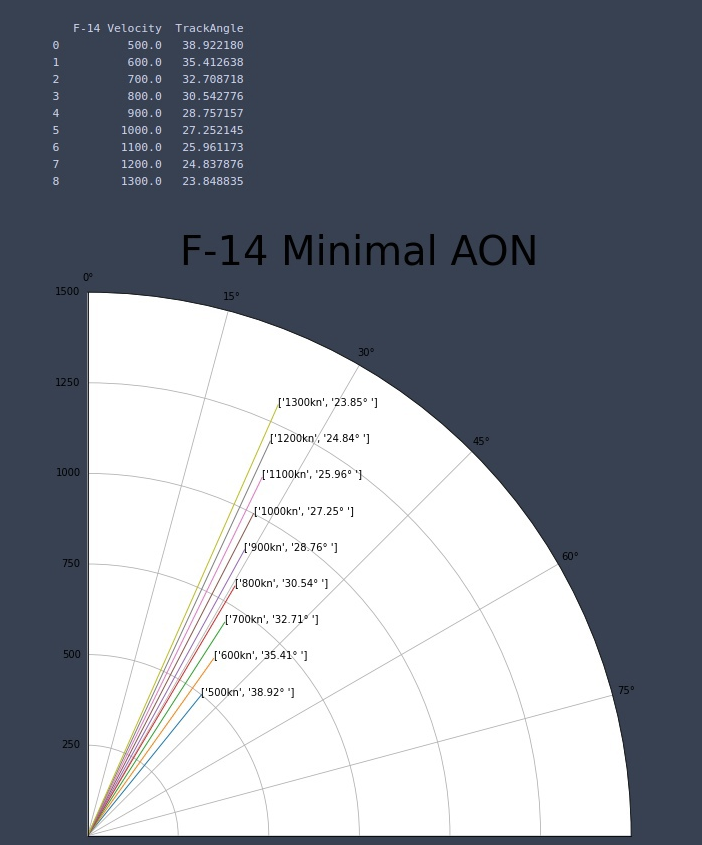 F-14 Velocity TrackAngle
0 500.0 38.922180
1 600.0 35.412638
2 700.0 32.708718
3 800.0 30.542776
4 900.0 28.757157
5 1000.0 27.252145
6 1100.0 25.961173
7 1200.0 24.837876
8 1300.0 23.848835
F-14 Minimal AON
0°
1500
15°
30°
1250
['1300kn', '23.85° ']
['1200kn', '24.84° ']
45°
1000
['1100kn', '25.96° ']
['1000kn', '27.25° ']
['900kn', '28.76° ']
60°
750
['800kn', '30.54° ']
['700kn', '32.71° ']
500
['600kn', '35.41° ']
['500kn', '38.92° ']
75°
250